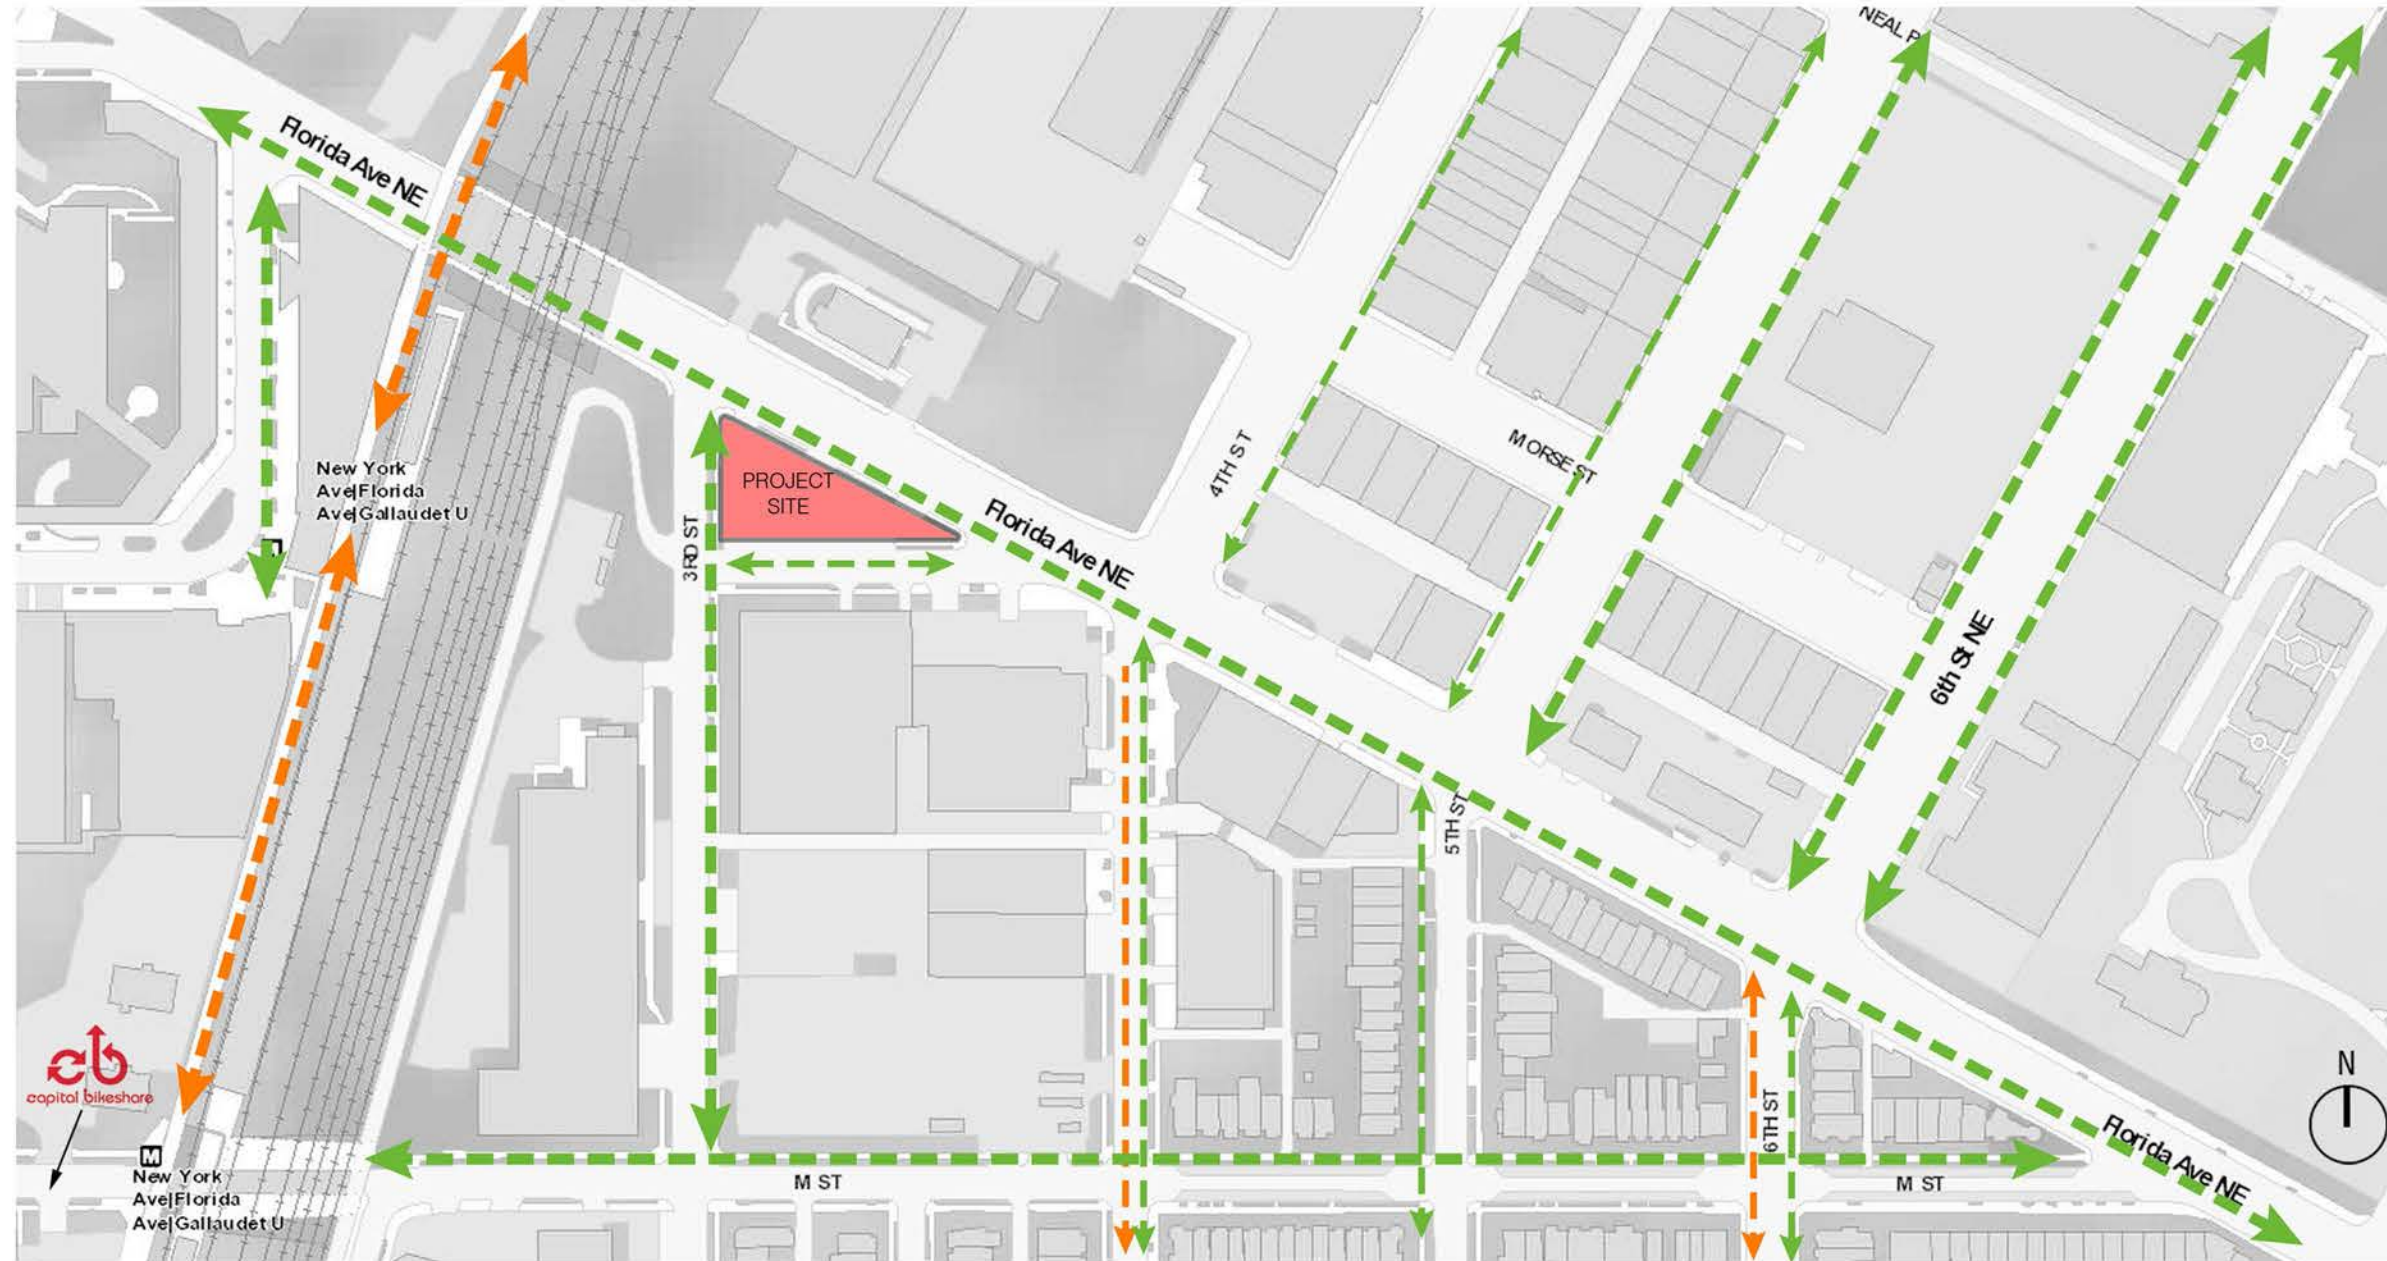 NEAL P
Florida Ave NE
New York
Ave|Florida
Ave|Gallaudet U
PROJECT
SITE
3RD ST
Florida Ave NE
4TH ST
MORSE ST
6th St NE
5TH ST
6TH ST
N
capital bikeshare
M
New York
Ave|Florida
Ave|Gallaudet U
M ST
M ST
Florida Ave NE